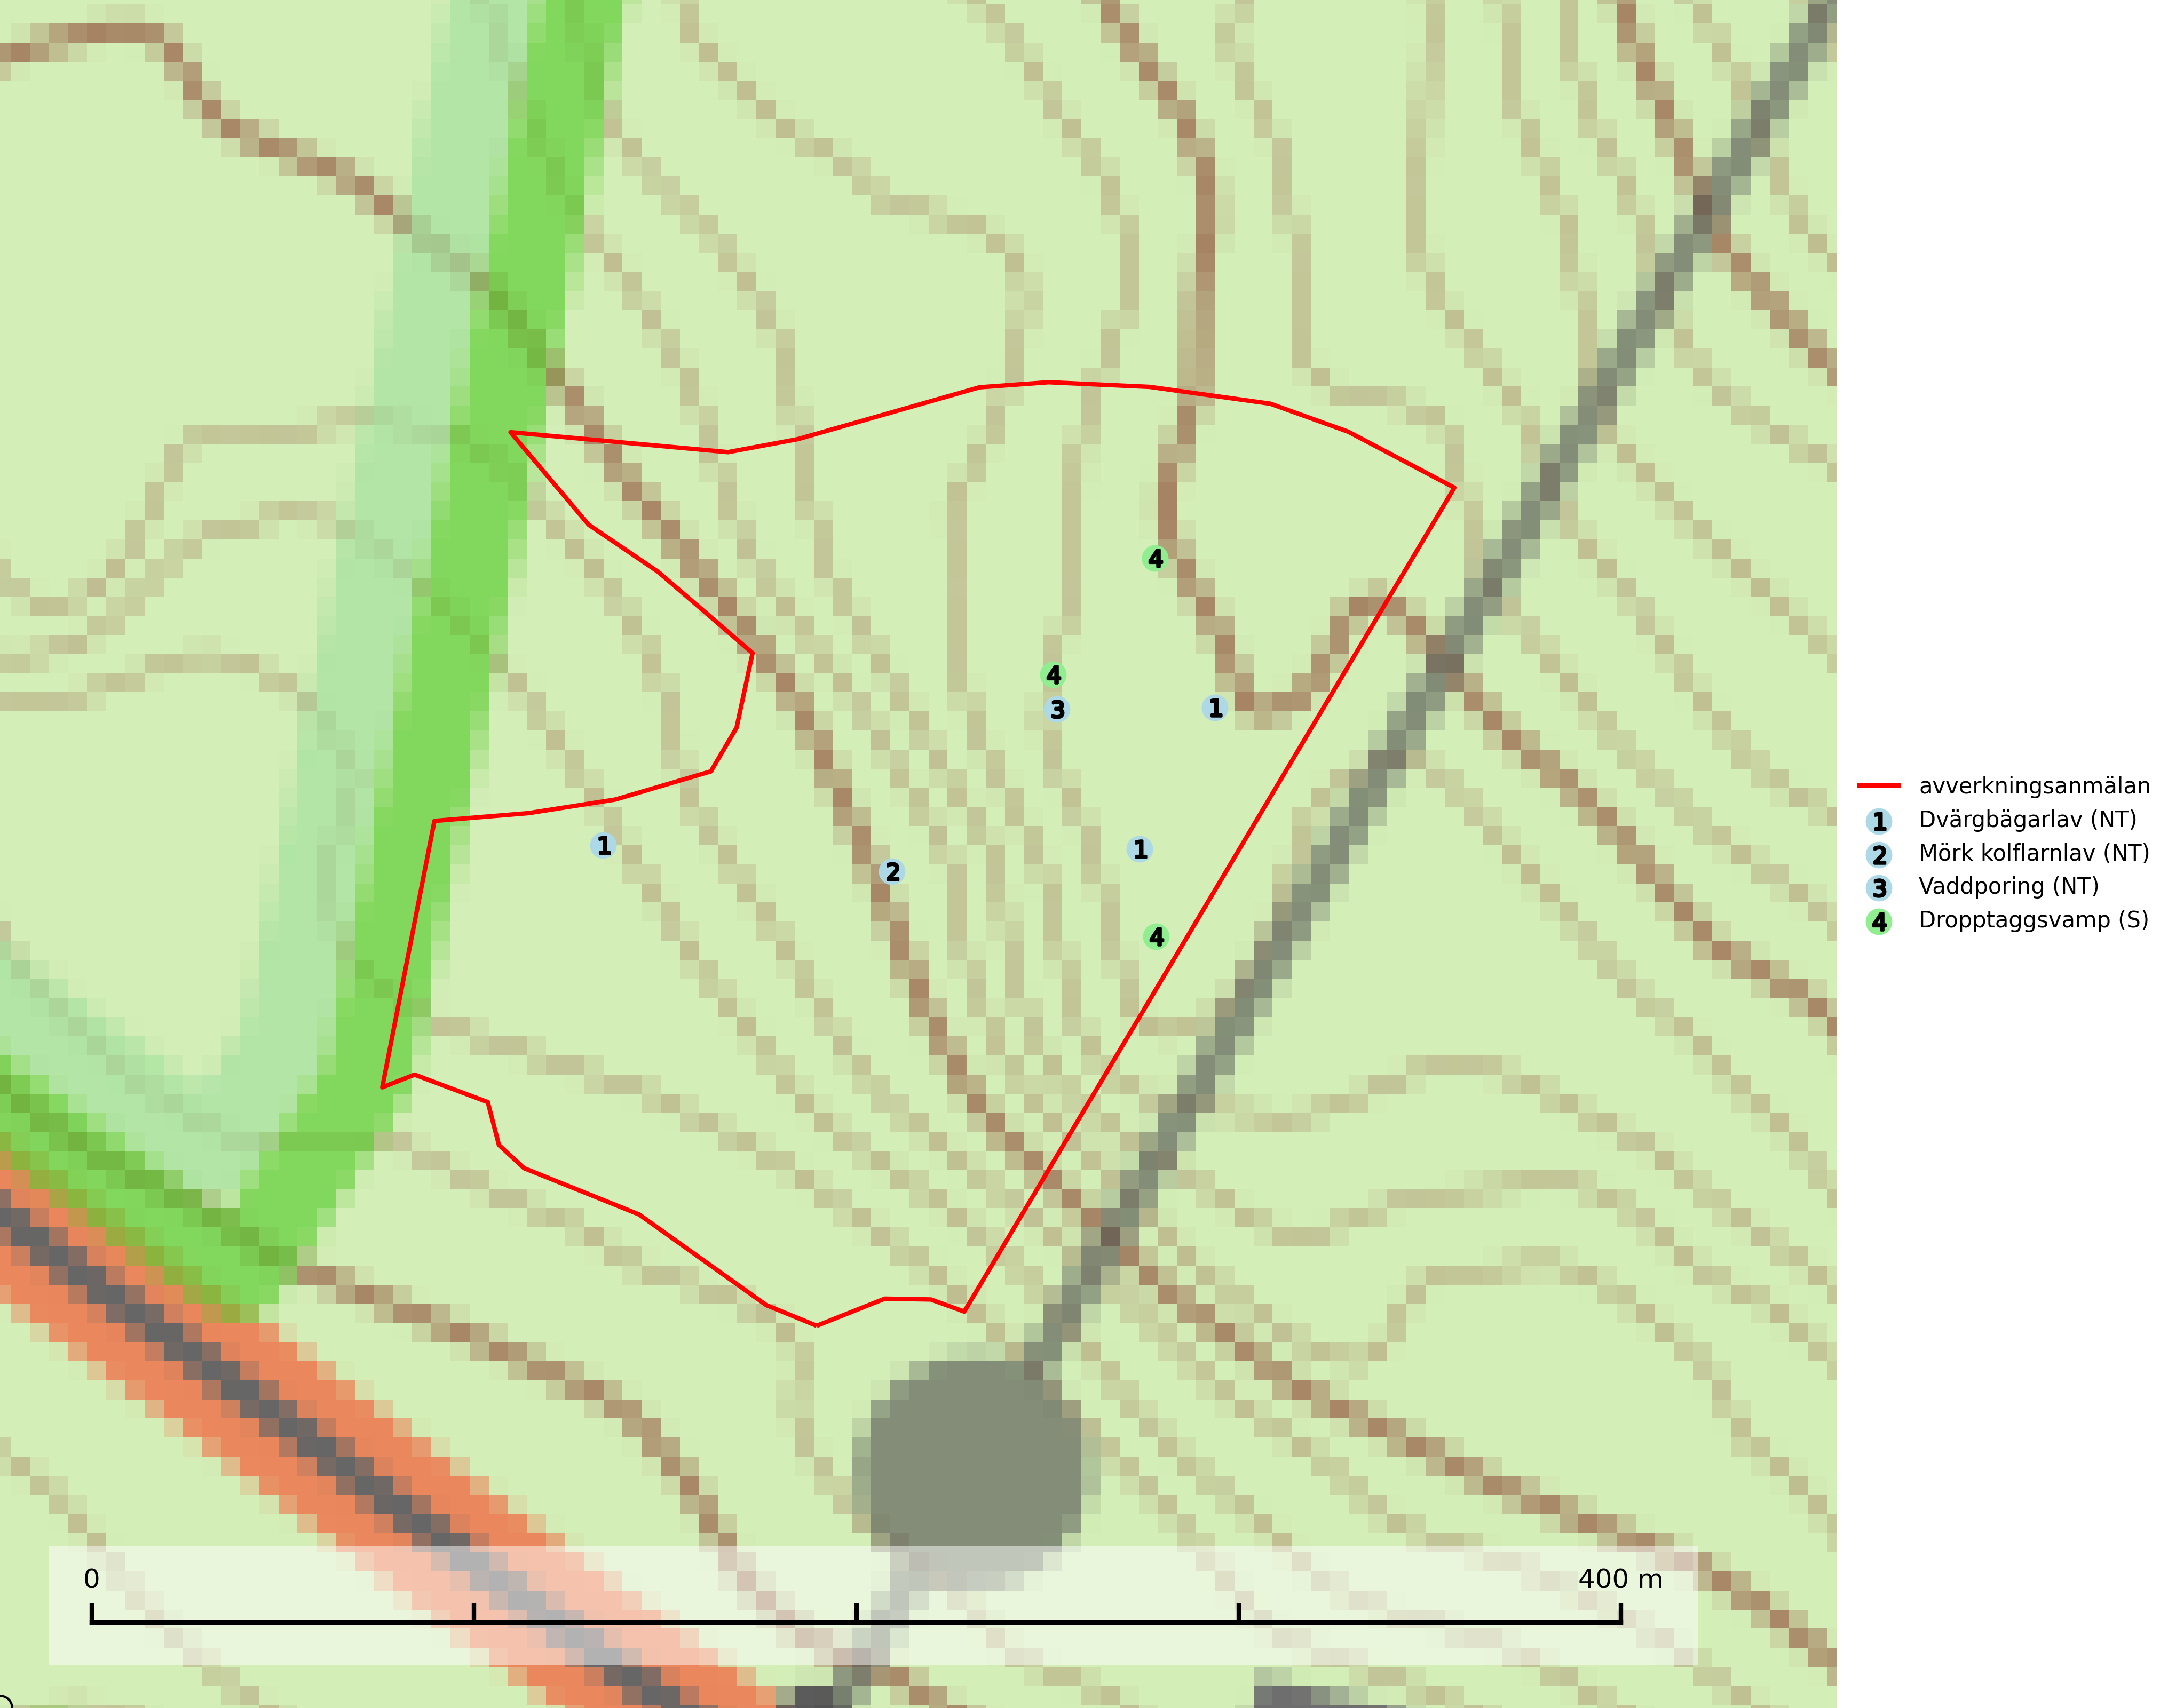 4
4
3
1
1
2
1
4
avverkningsanmälan
1 Dvärgbägarlav (NT)
2 Mörk kolflarnlav (NT)
3 Vaddporing (NT)
4 Dropptaggsvamp (S)
0 400 m